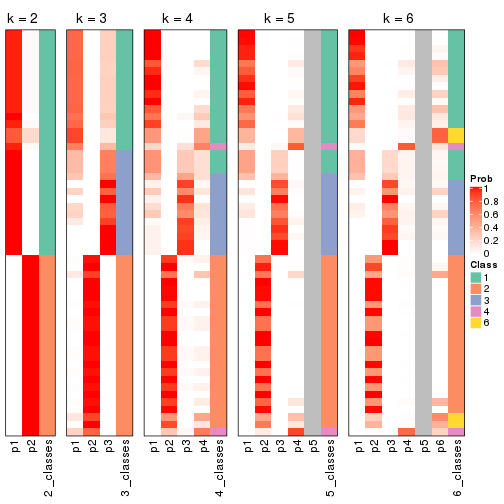 k = 2
k = 3
k = 4
k = 5
k = 6
p1
p2
2_classes
p1
p2
p3
3_classes
p1
p2
p3
p4
4_classes
p1
p2
p3
p4
p5
5_classes
p1
p2
p3
p4
p5
p6
6_classes
Prob
1
0.8
0.6
0.4
0.2
0
Class
1
2
3
4
6